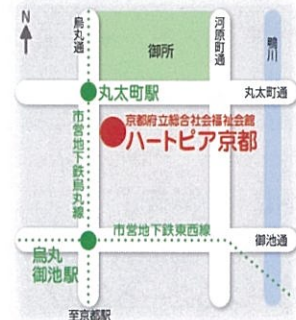 N
烏丸通
御所
河原町通
鴨川
丸太町駅
丸太町通
京都府立総合社会福祉会館
ハートピア京都
市営地下鉄烏丸線
市営地下鉄東西線
烏丸
御池駅
御池通
至京都駅